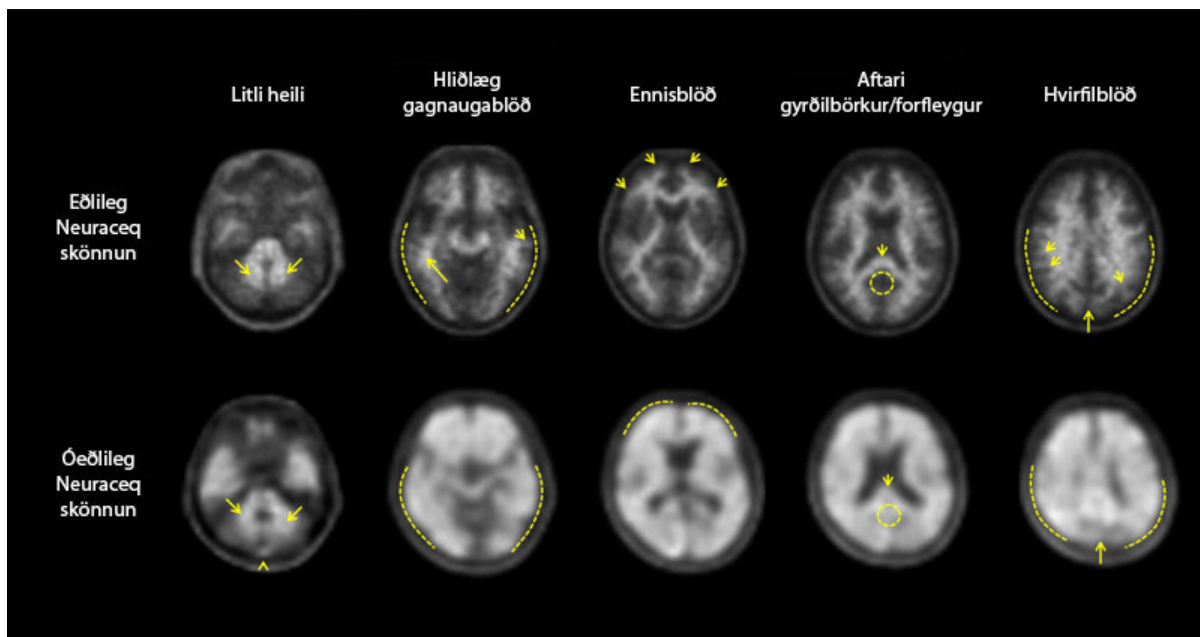 Litli heili
Hliðlæg
gagnaugablöð
Ennisblöð
Aftari
gyrðilbörkur/forfleygur
Hvirfilblöð
Eðlileg
Neuraceq
skönnun
Óeðlileg
Neuraceq
skönnun